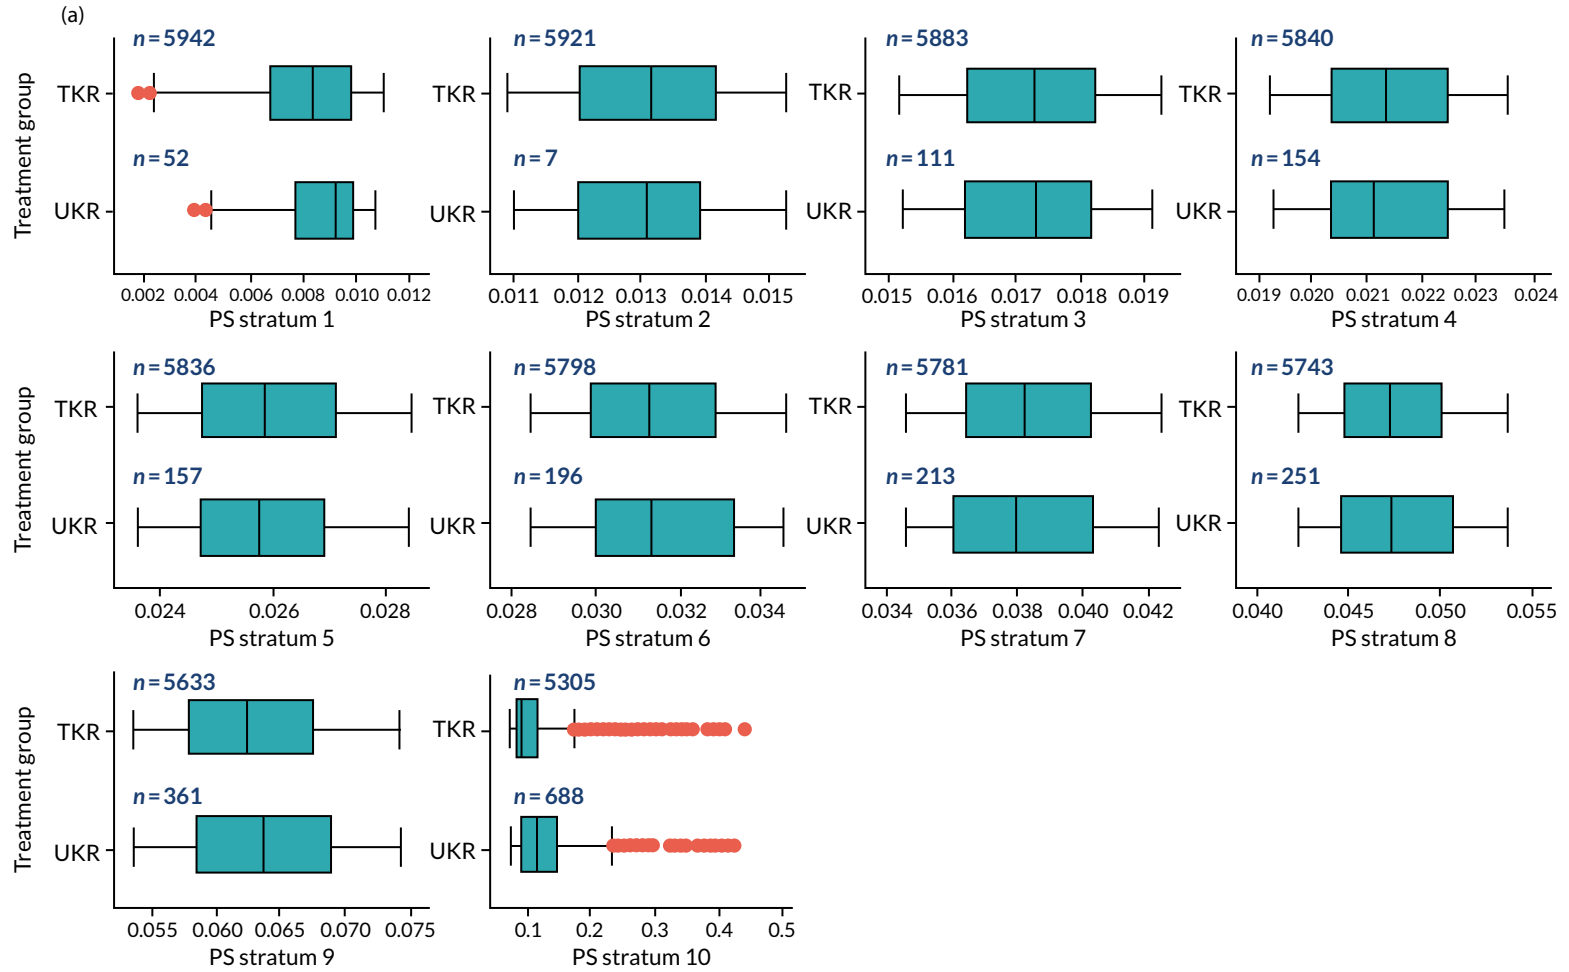 (a)
Treatment group
n=5942
TKR
n=52
UKR
0.002 0.004 0.006 0.008 0.010 0.012
PS stratum 1
n=5921
TKR
n=7
UKR
0.011 0.012 0.013 0.014 0.015
PS stratum 2
n=5883
TKR
n=111
UKR
0.015 0.016 0.017 0.018 0.019
PS stratum 3
n=5840
TKR
n=154
UKR
0.019 0.020 0.021 0.022 0.023 0.024
PS stratum 4
Treatment group
n=5836
TKR
n=157
UKR
0.024 0.026 0.028
PS stratum 5
n=5798
TKR
n=196
UKR
0.028 0.030 0.032 0.034
PS stratum 6
n=5781
TKR
n=213
UKR
0.034 0.036 0.038 0.040 0.042
PS stratum 7
n=5743
TKR
n=251
UKR
0.040 0.045 0.050 0.055
PS stratum 8
Treatment group
n=5633
TKR
n=361
UKR
0.055 0.060 0.065 0.070 0.075
PS stratum 9
n=5305
TKR
n=688
UKR
0.1 0.2 0.3 0.4 0.5
PS stratum 10